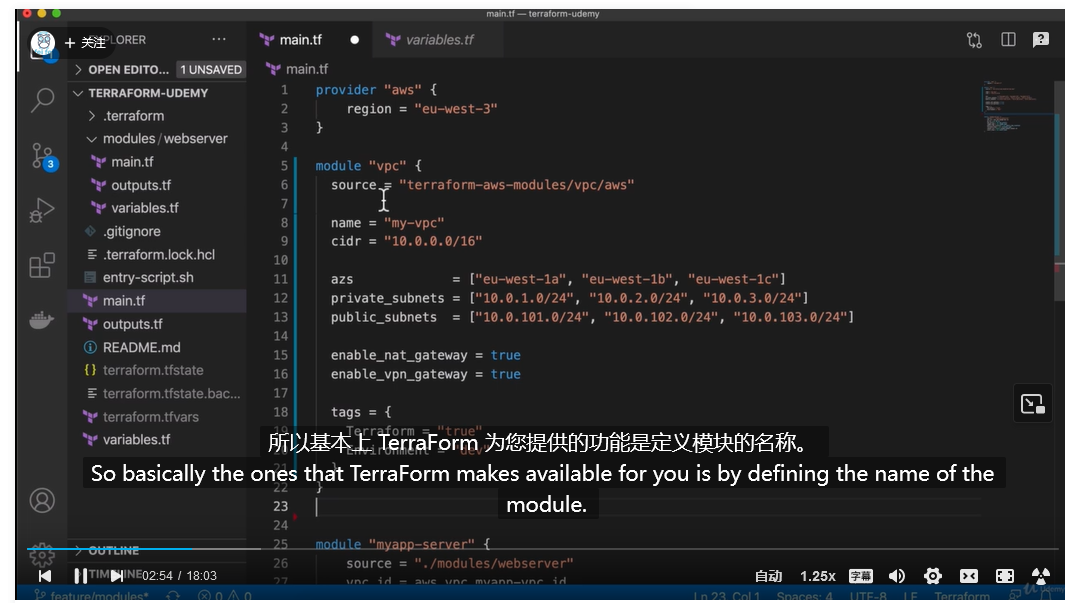 main.tf — terraform-udemy
+ 关注
EXPLORER
...
main.tf
variables.tf
OPEN EDITO...
1 UNSAVED
main.tf
TERRAFORM-UDEMY
.terraform
modules / webserver
main.tf
outputs.tf
variables.tf
.gitignore
.terraform.lock.hcl
entry-script.sh
main.tf
outputs.tf
README.md
terraform.tfstate
terraform.tfstate.bac...
terraform.tfvars
variables.tf
OUTLINE
TIMELINE
3
1
1 provider "aws" {
2 region = "eu-west-3"
3 }
4
5 module "vpc" {
6 source = "terraform-aws-modules/vpc/aws"
7
8 name = "my-vpc"
9 cidr = "10.0.0.0/16"
10
11 azs = ["eu-west-1a", "eu-west-1b", "eu-west-1c"]
12 private_subnets = ["10.0.1.0/24", "10.0.2.0/24", "10.0.3.0/24"]
13 public_subnets = ["10.0.101.0/24", "10.0.102.0/24", "10.0.103.0/24"]
14
15 enable_nat_gateway = true
16 enable_vpn_gateway = true
17
18 tags = {
Terraform = "true"
Environment = "dev"
}
22 }
23
24
25 module "myapp-server" {
26 source = "./modules/webserver"
27 vpc_id = aws_vpc.myapp-vpc.id
所以基本上 TerraForm 为您提供的功能是定义模块的名称。
So basically the ones that TerraForm makes available for you is by defining the name of the
module.
02:54 / 18:03
自动
1.25x
字幕
feature/modules*
0
0
Ln 23, Col 1
Spaces: 4
UTF-8
LF
Terraform
Udemy